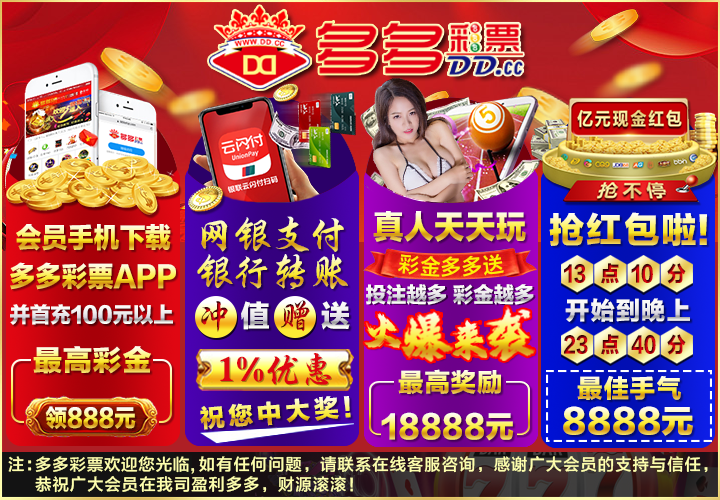 WWW.DD.CC
DD
多多彩票
DD.CC
云闪付
UnionPay
银联云闪付扫码
5
亿元现金红包
抢不停
会员手机下载
多多彩票APP
并首充100元以上
最高彩金
领888元
网银支付
银行转账
冲值赠送
1%优惠
祝您中大奖!
真人天天玩
彩金多多送
投注越多 彩金越多
火爆来袭
最高奖励
18888元
抢红包啦!
13点10分
开始到晚上
23点40分
最佳手气
8888元
注:多多彩票欢迎您光临,如有任何问题，请联系在线客服咨询，感谢广大会员的支持与信任，
恭祝广大会员在我司盈利多多，财源滚滚!